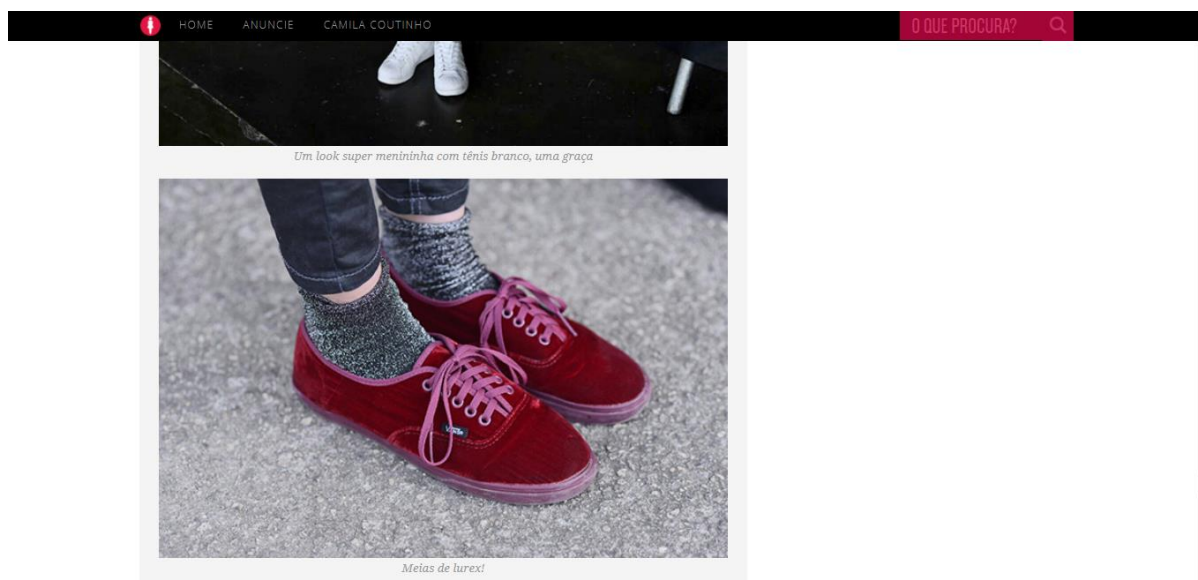 HOME ANUNCIE CAMILA COUTINHO O QUE PROCURA?
Um look super menininha com tênis branco, uma graça
Meias de lurex!